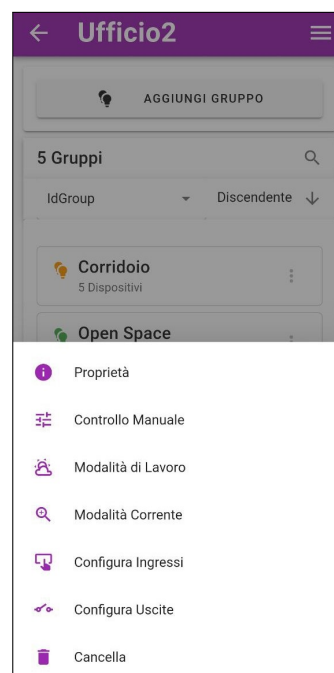 Ufficio2
AGGIUNGI GRUPPO
5 Gruppi
IdGroup
Discendente
Corridoio
5 Dispositivi
Open Space
Proprietà
Controllo Manuale
Modalità di Lavoro
Modalità Corrente
Configura Ingressi
Configura Uscite
Cancella